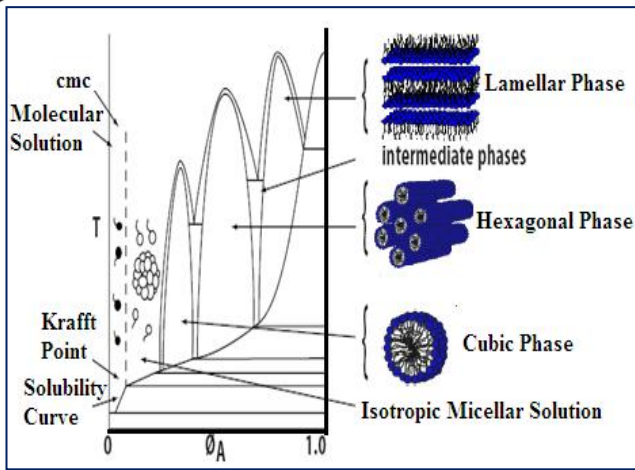 cmc
Molecular
Solution
T
Krafft
Point
Solubility
Curve
0
ØA
1.0
Lamellar Phase
intermediate phases
Hexagonal Phase
Cubic Phase
Isotropic Micellar Solution